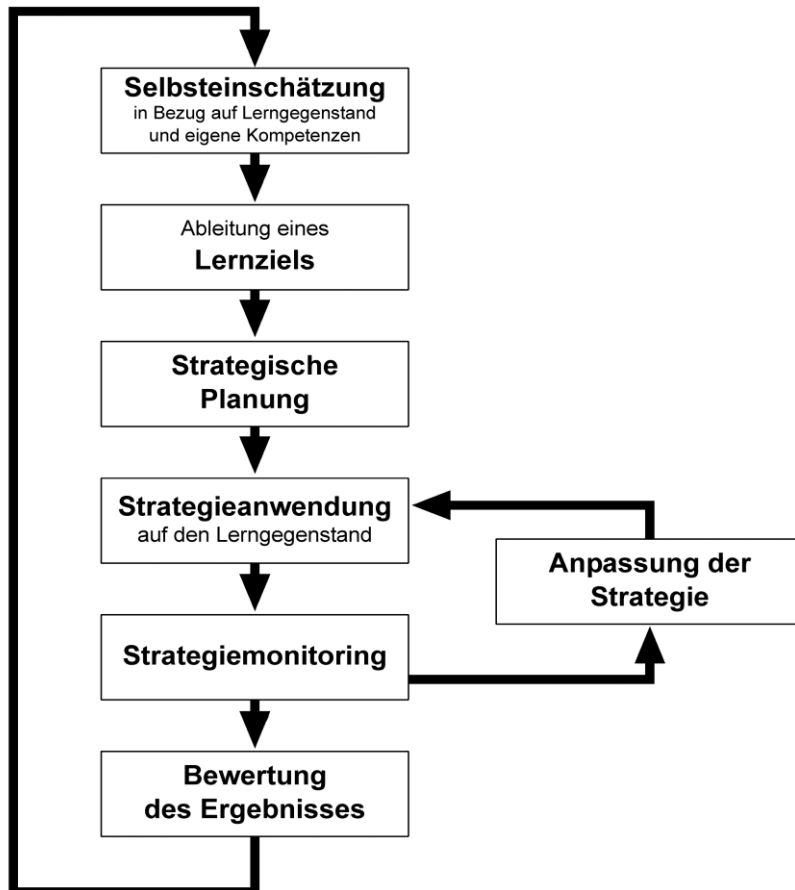 Selbsteinschätzung
in Bezug auf Lerngegenstand
und eigene Kompetenzen
Ableitung eines
Lernziels
Strategische
Planung
Strategieanwendung
auf den Lerngegenstand
Anpassung der
Strategie
Strategiemonitoring
Bewertung
des Ergebnisses